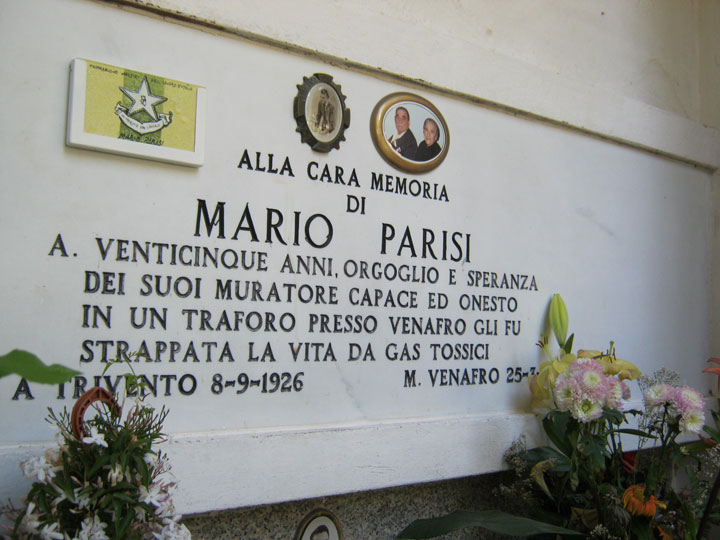 ALLA CARA MEMORIA
DI
MARIO PARISI
A. VENTICINQUE ANNI, ORGOGLIO E SPERANZA
DEI SUOI MURATORE CAPACE ED ONESTO
IN UN TRAFORO PRESSO VENAFRO GLI FU
STRAPPATA LA VITA DA GAS TOSSICI
A TRIVENTO 8-9-1926 M. VENAFRO 25-